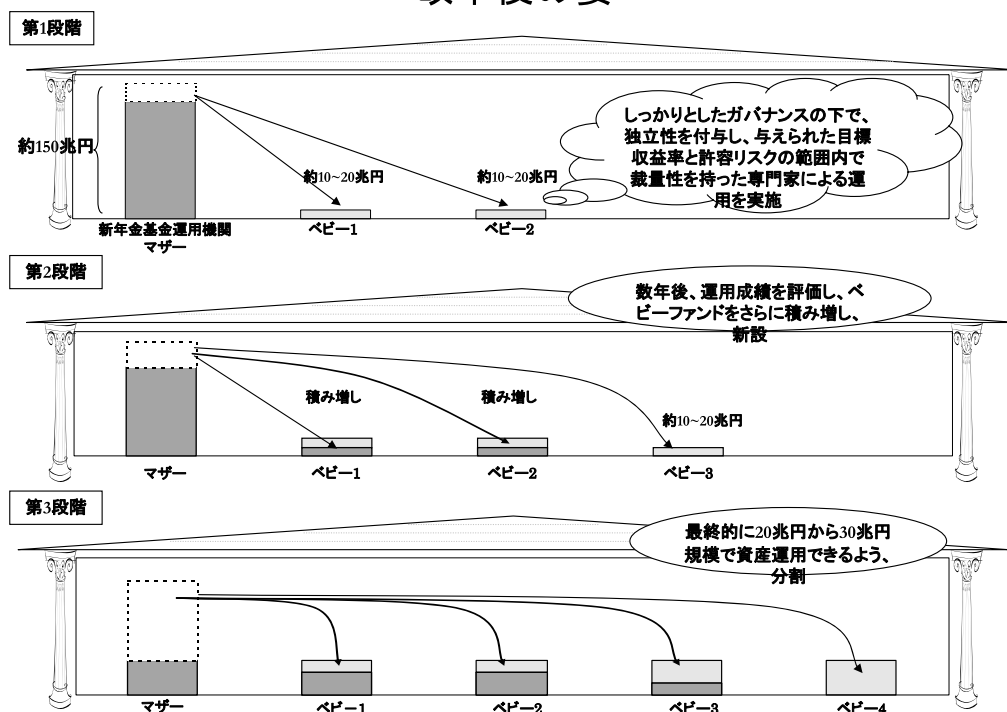 第1段階
約150兆円
約10~20兆円
約10~20兆円
しっかりとしたガバナンスの下で、
独立性を付与し、与えられた目標
収益率と許容リスクの範囲内で
裁量性を持った専門家による運
用を実施
新年金基金運用機関
マザー
ベビー1
ベビー2
第2段階
数年後、運用成績を評価し、ベ
ビーファンドをさらに積み増し、
新設
積み増し
積み増し
約10~20兆円
マザー
ベビー1
ベビー2
ベビー3
第3段階
最終的に20兆円から30兆円
規模で資産運用できるよう、
分割
マザー
ベビー1
ベビー2
ベビー3
ベビー4